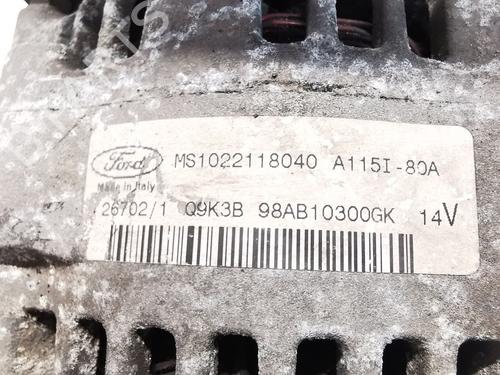 Ford MS1022118040 A115I-80A
Made in Italy
26702/1 Q9K3B 98AB10300GK 14V